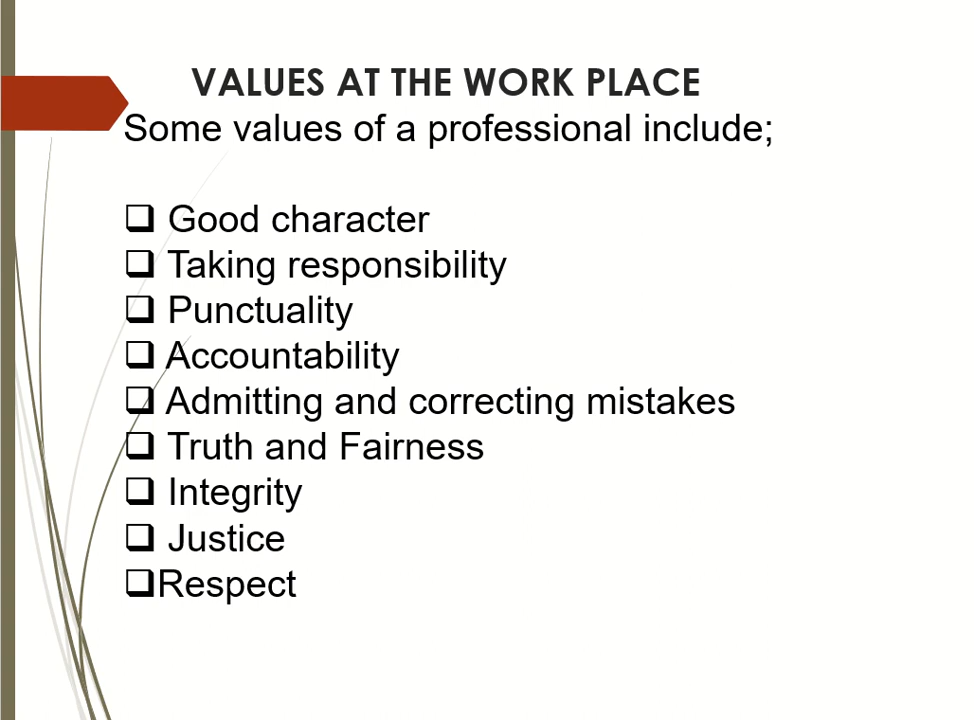 VALUES AT THE WORK PLACE
Some values of a professional include;
❑ Good character
❑ Taking responsibility
❑ Punctuality
❑ Accountability
❑ Admitting and correcting mistakes
❑ Truth and Fairness
❑ Integrity
❑ Justice
❑Respect